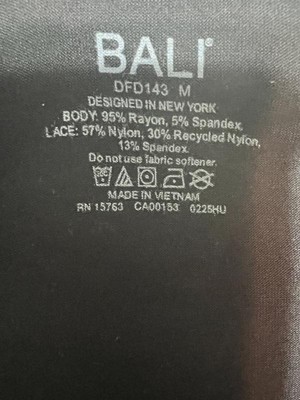 BALI®
DFD143 M
DESIGNED IN NEW YORK
BODY: 95% Rayon, 5% Spandex,
LACE: 57% Nylon, 30% Recycled Nylon,
13% Spandex.
Do not use fabric softener.
MADE IN VIETNAM
RN 15763 CA00153 0225HU